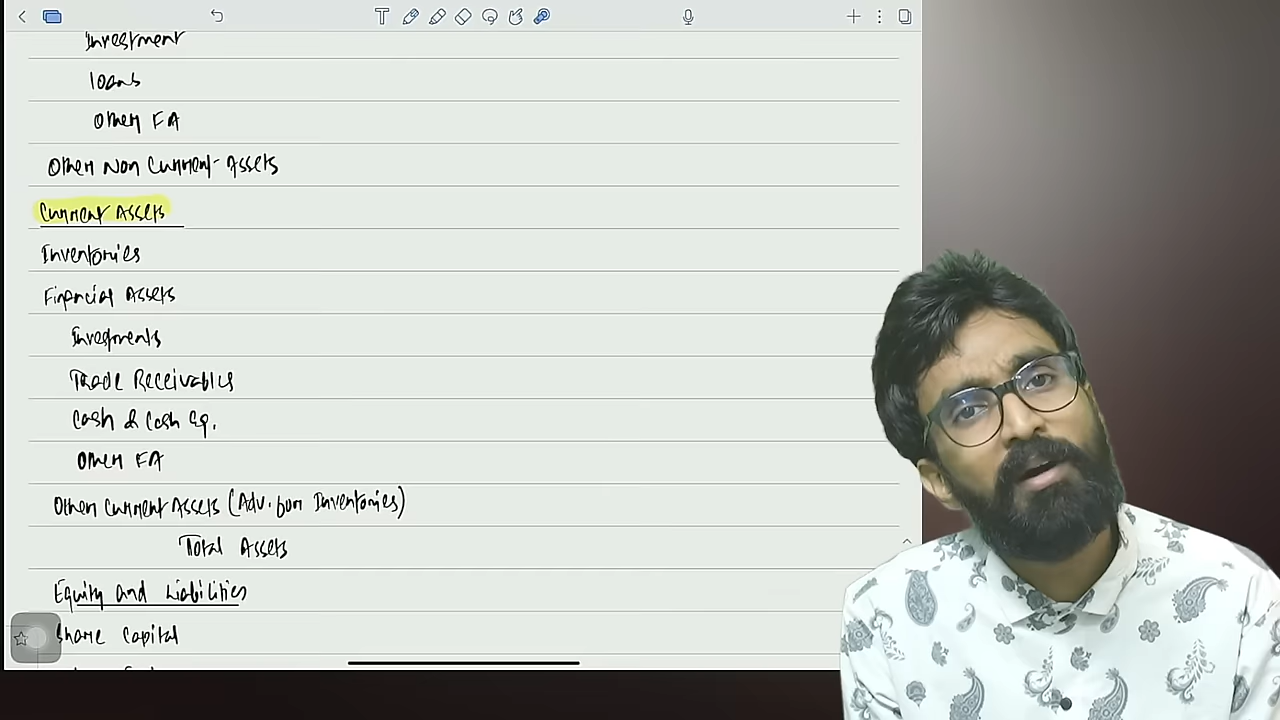 Investment
loans
Other FA
Other Non Current Assets
Current Assets
Inventories
Financial Assets
Investments
Trade Receivables
Cash & Cash Eq.
Other FA
Other Current Assets (Adv. for Inventories)
Total Assets
Equity and Liabilities
Share Capital